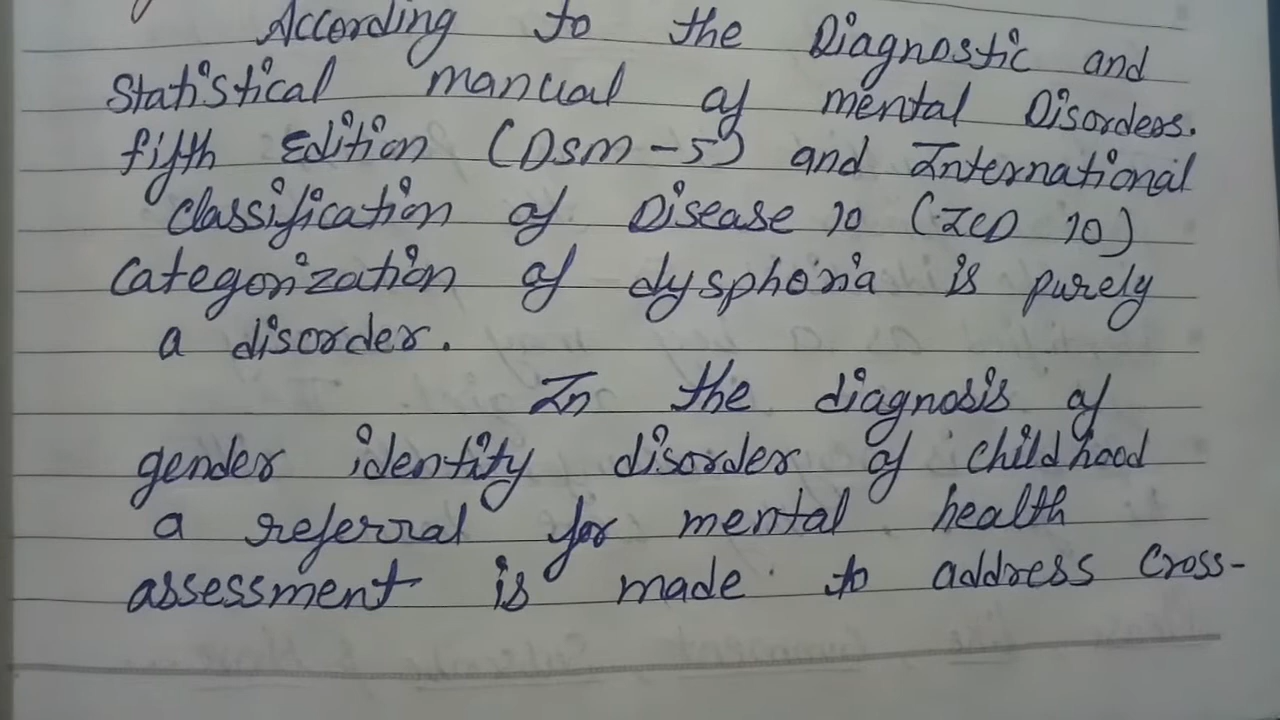 According to the Diagnostic and
Statistical manual of mental Disorders.
fifth Edition (DSM-5) and International
classification of Disease 10 (ICD 10)
categorization of dysphoria is purely
a disorder.
In the diagnosis of
gender identity disorder of childhood
a referral for mental health
assessment is made to address cross-